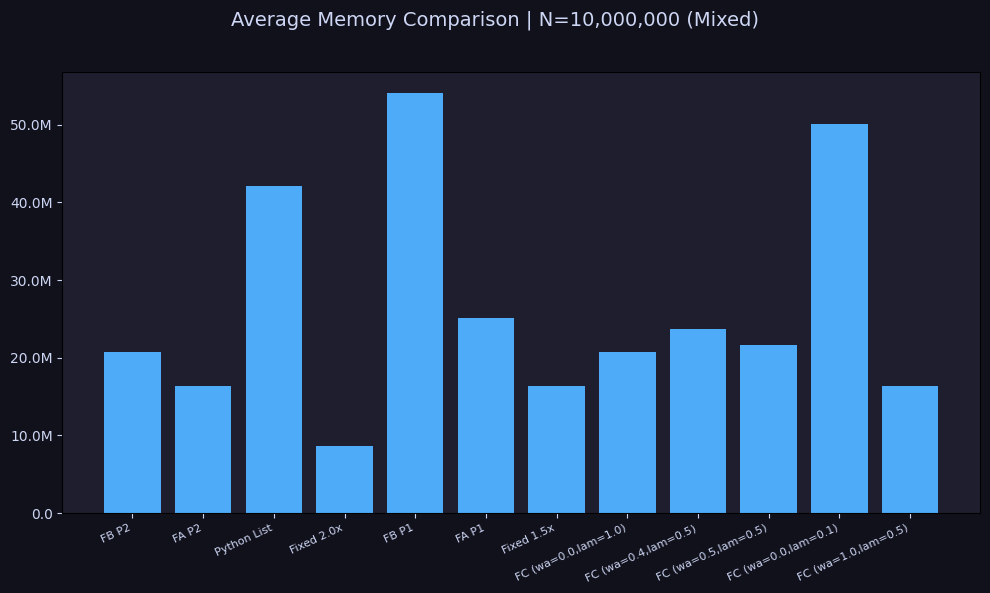 Average Memory Comparison | N=10,000,000 (Mixed)
50.0M
40.0M
30.0M
20.0M
10.0M
0.0
FB P2
FA P2
Python List
Fixed 2.0x
FB P1
FA P1
Fixed 1.5x
FC (wa=0.0,lam=1.0)
FC (wa=0.4,lam=0.5)
FC (wa=0.5,lam=0.5)
FC (wa=0.0,lam=0.1)
FC (wa=1.0,lam=0.5)